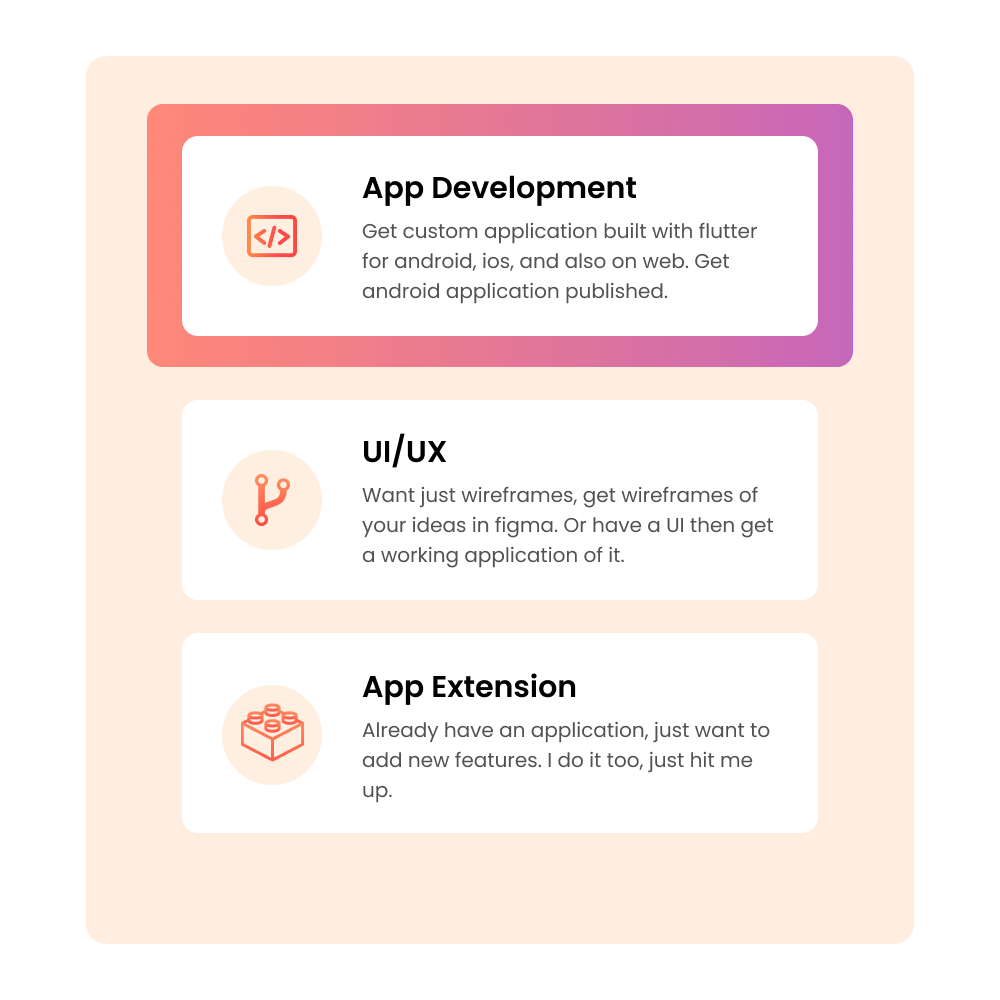 App Development
Get custom application built with flutter
for android, ios, and also on web. Get
android application published.
UI/UX
Want just wireframes, get wireframes of
your ideas in figma. Or have a UI then get
a working application of it.
App Extension
Already have an application, just want to
add new features. I do it too, just hit me
up.